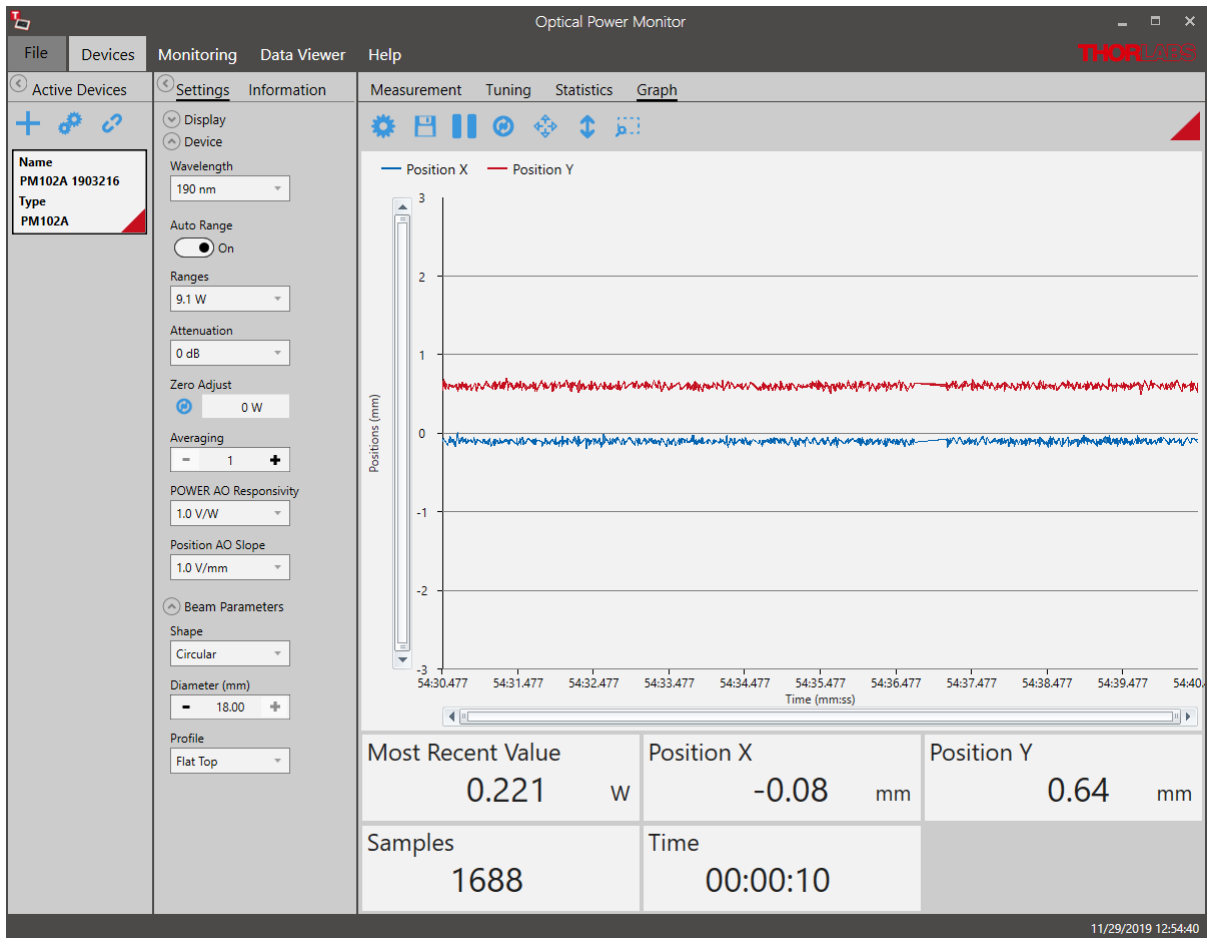 Optical Power Monitor
File Devices Monitoring Data Viewer Help
THORLABS
Active Devices
Name
PM102A 1903216
Type
PM102A
Settings Information
Display
Device
Wavelength
190 nm
Auto Range
On
Ranges
9.1 W
Attenuation
0 dB
Zero Adjust
0 W
Averaging
- 1 +
POWER AO Responsivity
1.0 V/W
Position AO Slope
1.0 V/mm
Beam Parameters
Shape
Circular
Diameter (mm)
- 18.00 +
Profile
Flat Top
Measurement Tuning Statistics Graph
Position X Position Y
3
2
1
0
-1
-2
-3
Positions (mm)
54:30.477 54:31.477 54:32.477 54:33.477 54:34.477 54:35.477 54:36.477 54:37.477 54:38.477 54:39.477 54:40.
Time (mm:ss)
Most Recent Value
0.221 W
Position X
-0.08 mm
Position Y
0.64 mm
Samples
1688
Time
00:00:10
11/29/2019 12:54:40